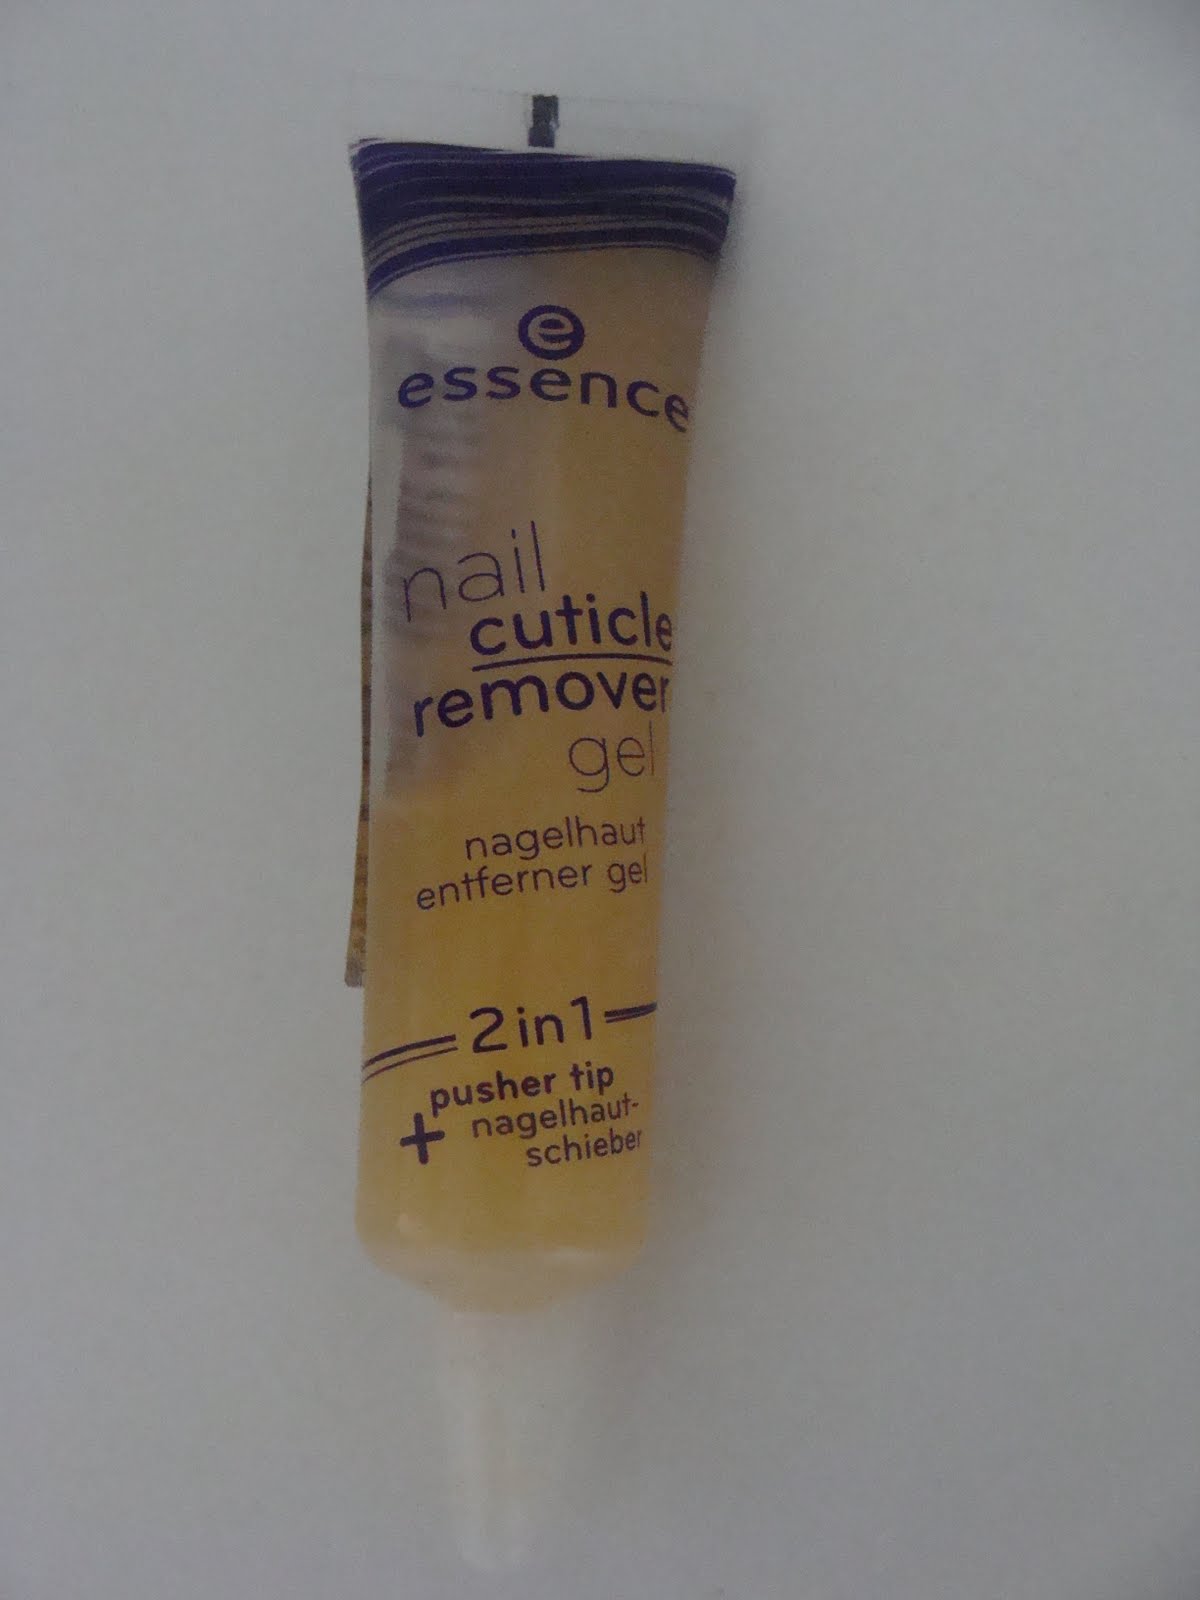 e
essence
nail
cuticle
remover
gel
nagelhaut
entferner gel
2in1
+ pusher tip
nagelhaut-
schieber